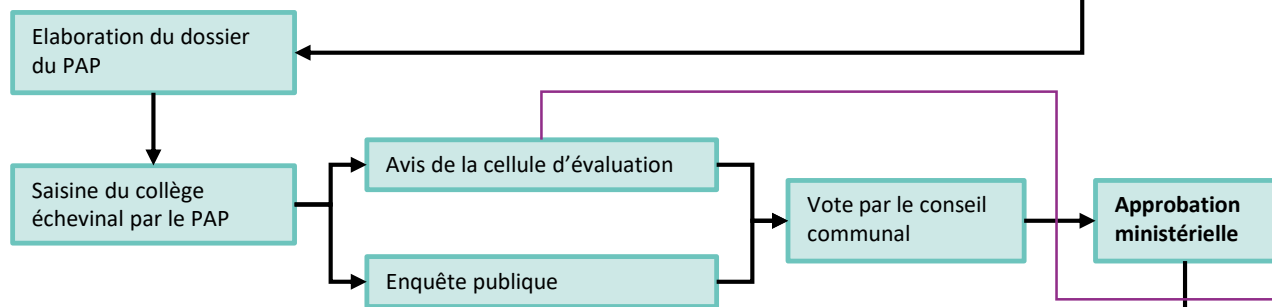 Elaboration du dossier
du PAP
Saisine du collège
échevinal par le PAP
Avis de la cellule d’évaluation
Enquête publique
Vote par le conseil
communal
Approbation
ministérielle